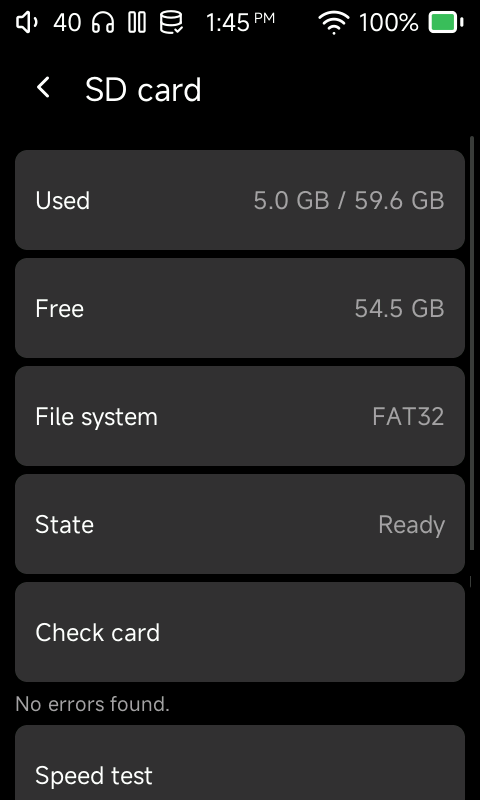 40 1:45 PM 100%
SD card
Used 5.0 GB / 59.6 GB
Free 54.5 GB
File system FAT32
State Ready
Check card
No errors found.
Speed test